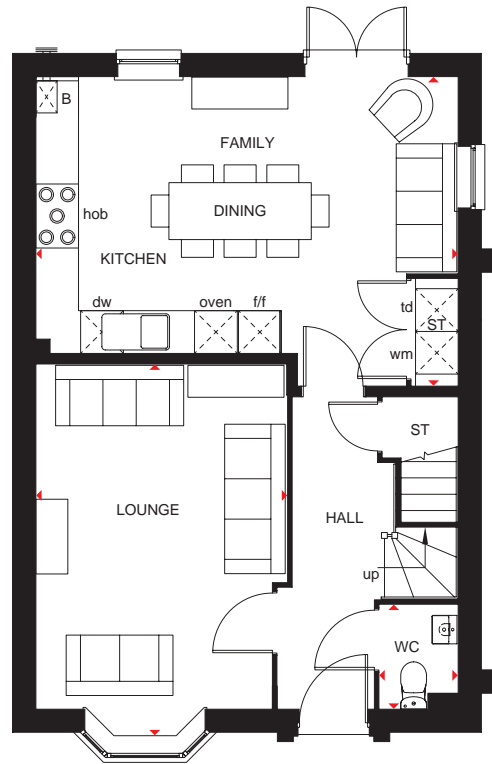 B
FAMILY
hob
DINING
KITCHEN
dw
oven
f/f
td
ST
wm
ST
LOUNGE
HALL
up
WC